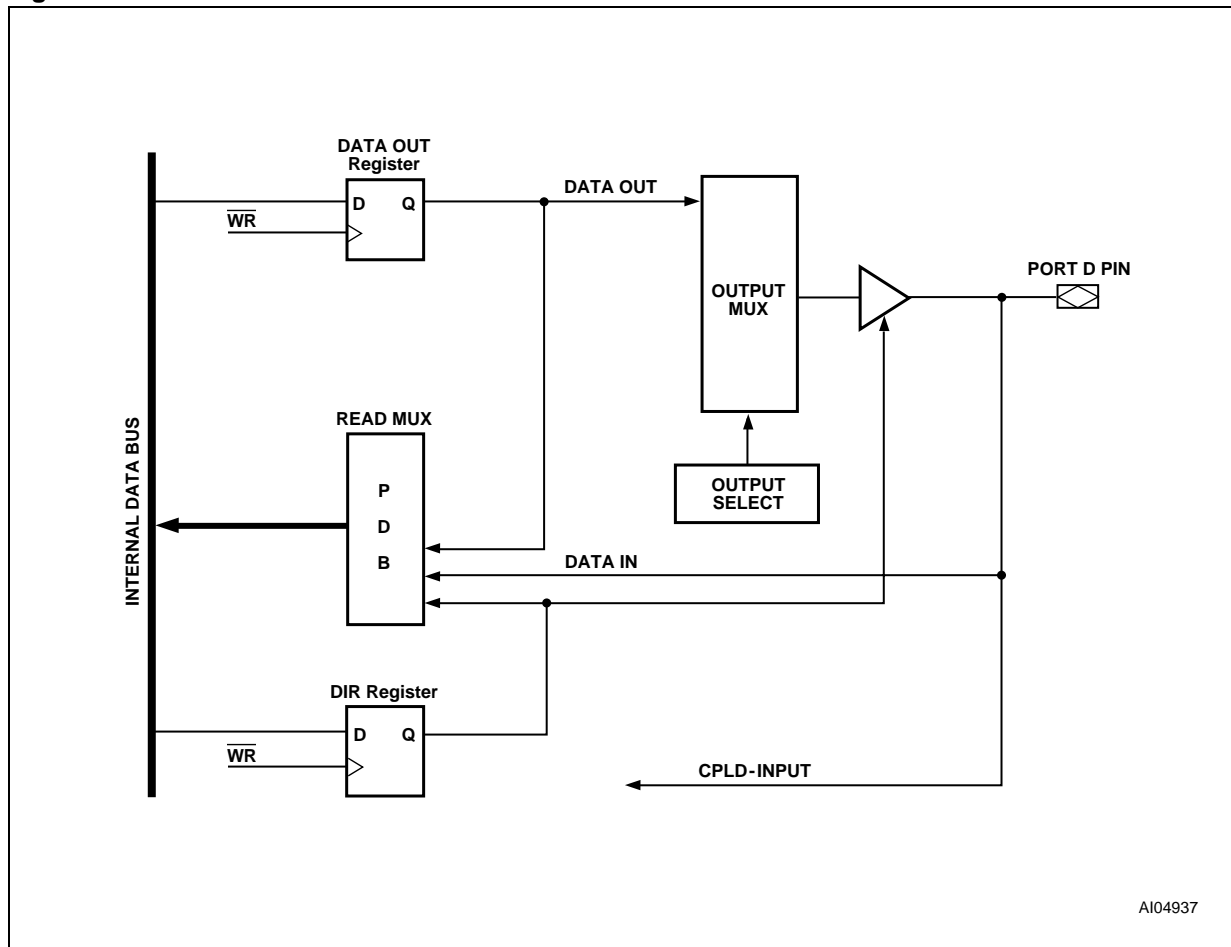 DATA OUT
Register
D Q
WR
DATA OUT
OUTPUT
MUX
PORT D PIN
INTERNAL DATA BUS
READ MUX
P
D
B
OUTPUT
SELECT
DATA IN
DIR Register
D Q
WR
CPLD-INPUT
AI04937